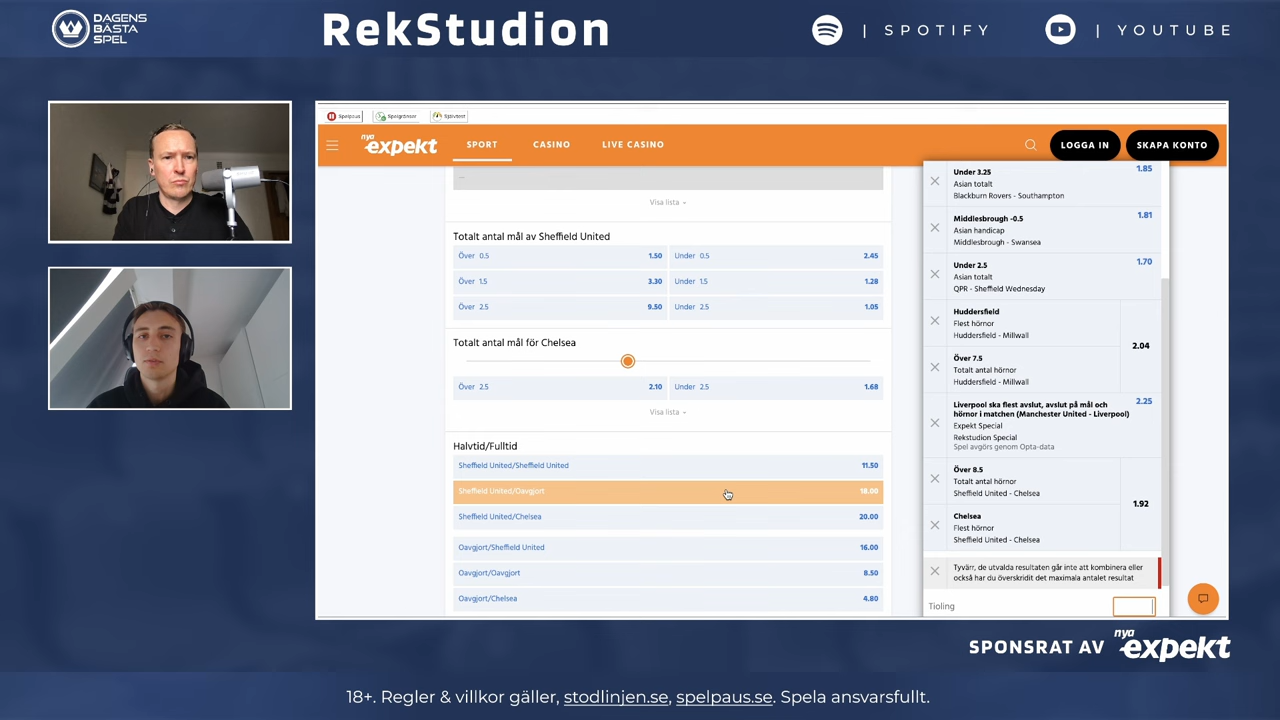 DAGENS
BÄSTA
SPEL
RekStudion
| SPOTIFY
| YOUTUBE
Spelpaus
Spelgränser
Självtest
nya
expekt
SPORT
CASINO
LIVE CASINO
LOGGA IN
SKAPA KONTO
Visa lista
Totalt antal mål av Sheffield United
Över 0.5 1.50 Under 0.5 2.45
Över 1.5 3.30 Under 1.5 1.28
Över 2.5 9.50 Under 2.5 1.05
Totalt antal mål för Chelsea
Över 2.5 2.10 Under 2.5 1.68
Visa lista
Halvtid/Fulltid
Sheffield United/Sheffield United 11.50
Sheffield United/Oavgjort 18.00
Sheffield United/Chelsea 20.00
Oavgjort/Sheffield United 16.00
Oavgjort/Oavgjort 8.50
Oavgjort/Chelsea 4.80
Under 3.25 1.85
Asian totalt
Blackburn Rovers - Southampton
Middlesbrough -0.5 1.81
Asian handicap
Middlesbrough - Swansea
Under 2.5 1.70
Asian totalt
QPR - Sheffield Wednesday
Huddersfield
Flest hörnor
Huddersfield - Millwall
2.04
Över 7.5
Totalt antal hörnor
Huddersfield - Millwall
Liverpool ska flest avslut, avslut på mål och 2.25
hörnor i matchen (Manchester United - Liverpool)
Expekt Special
Rekstudion Special
Spel avgörs genom Opta-data
Över 8.5
Totalt antal hörnor
Sheffield United - Chelsea
1.92
Chelsea
Flest hörnor
Sheffield United - Chelsea
Tyvärr, de utvalda resultaten går inte att kombinera eller
också har du överskridit det maximala antalet resultat
Tioling
SPONSRAT AV nya expekt
18+. Regler & villkor gäller, stodlinjen.se, spelpaus.se. Spela ansvarsfullt.